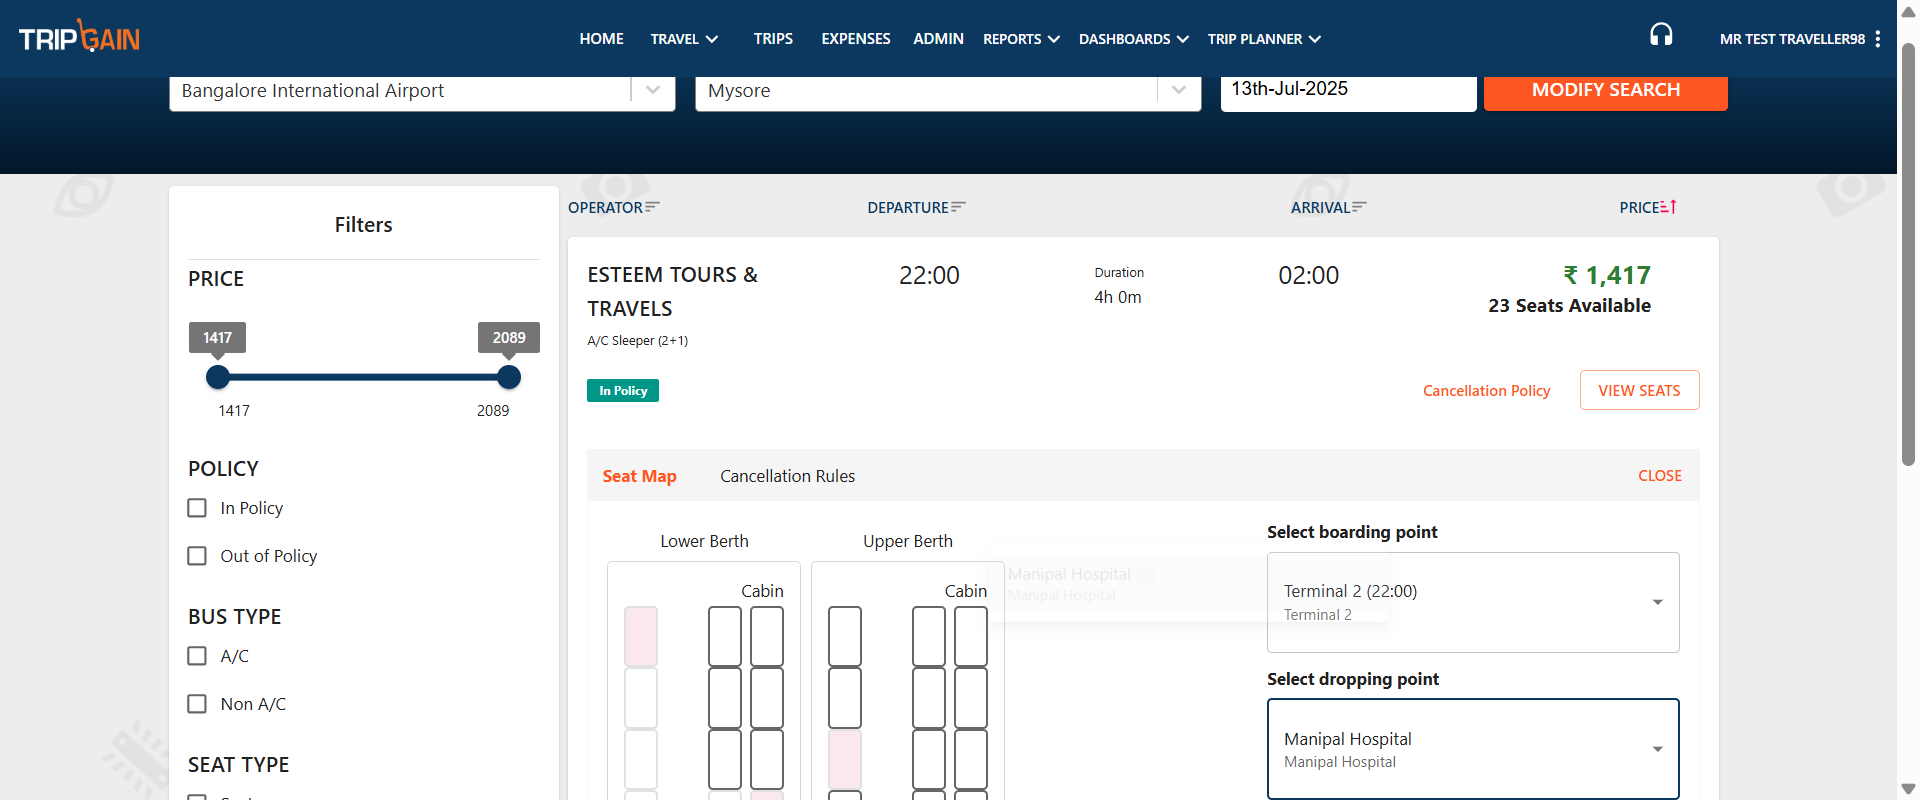 TRIPGAIN
HOME TRAVEL TRIPS EXPENSES ADMIN REPORTS DASHBOARDS TRIP PLANNER MR TEST TRAVELLER98
Bangalore International Airport Mysore 13th-Jul-2025 MODIFY SEARCH
Filters
PRICE
1417 2089
1417 2089
POLICY
In Policy
Out of Policy
BUS TYPE
A/C
Non A/C
SEAT TYPE
OPERATOR DEPARTURE ARRIVAL PRICE
ESTEEM TOURS &
TRAVELS
A/C Sleeper (2+1)
22:00
Duration
4h 0m
02:00
₹ 1,417
23 Seats Available
In Policy
Cancellation Policy VIEW SEATS
Seat Map Cancellation Rules CLOSE
Lower Berth Upper Berth
Cabin Cabin
Manipal Hospital
Manipal Hospital
Select boarding point
Terminal 2 (22:00)
Terminal 2
Select dropping point
Manipal Hospital
Manipal Hospital